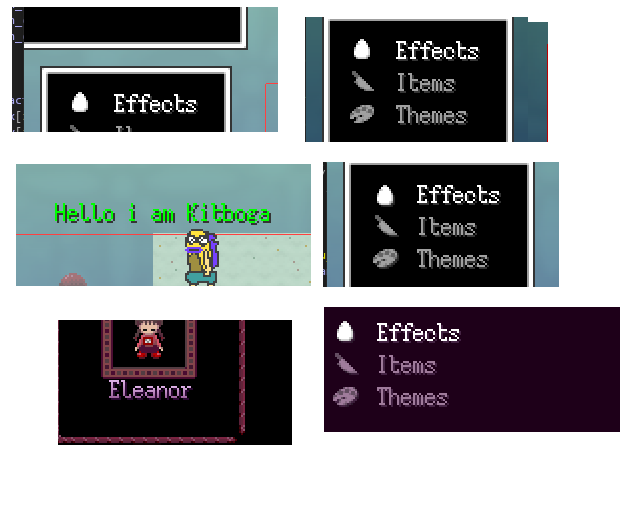 Effects
Effects
Items
Themes
Hello i am Kitboga
Effects
Items
Themes
Eleanor
Effects
Items
Themes